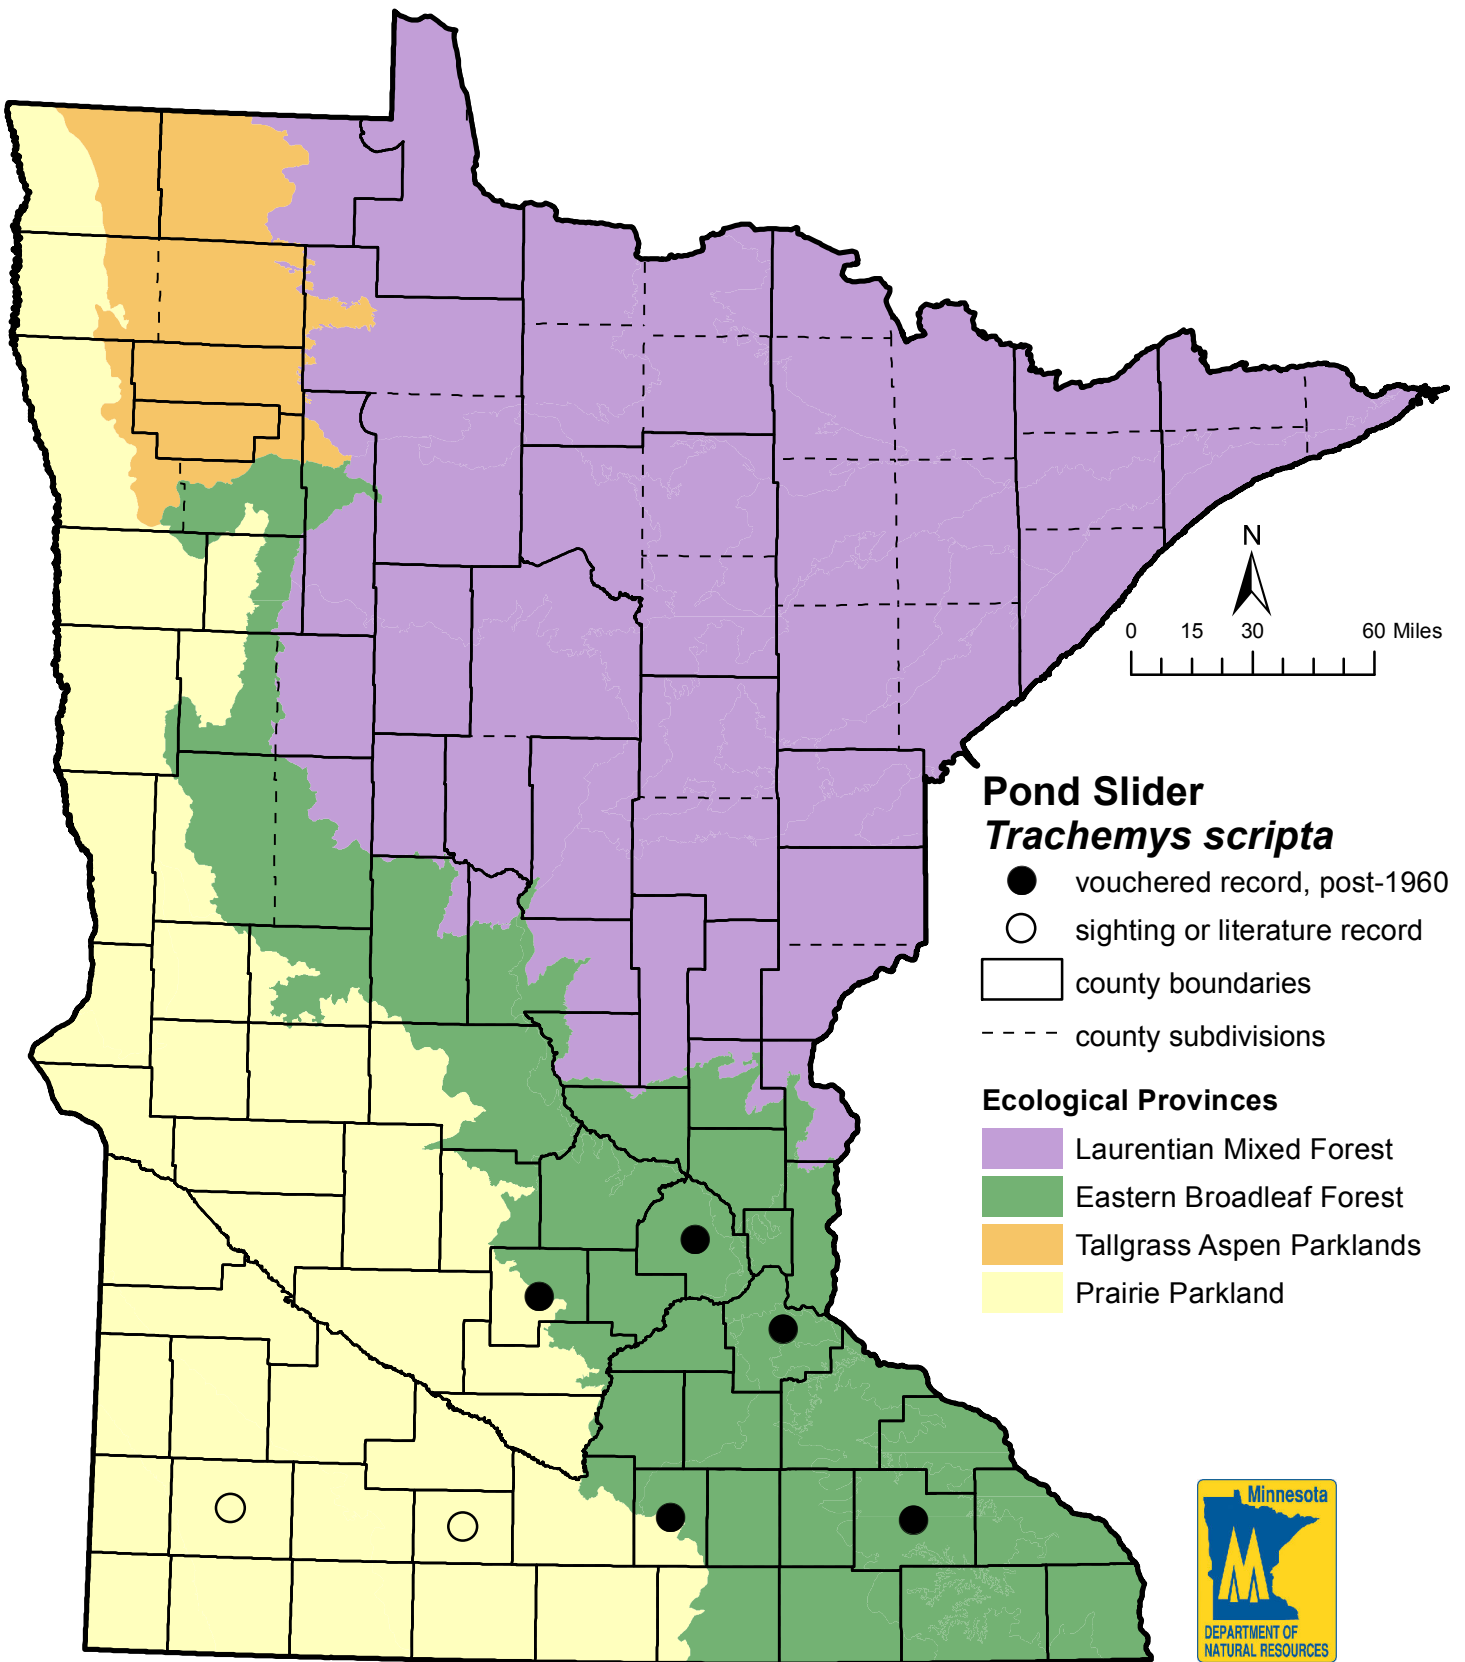 N
0 15 30 60 Miles
Pond Slider
Trachemys scripta
vouchered record, post-1960
sighting or literature record
county boundaries
county subdivisions
Ecological Provinces
Laurentian Mixed Forest
Eastern Broadleaf Forest
Tallgrass Aspen Parklands
Prairie Parkland
Minnesota
DEPARTMENT OF
NATURAL RESOURCES